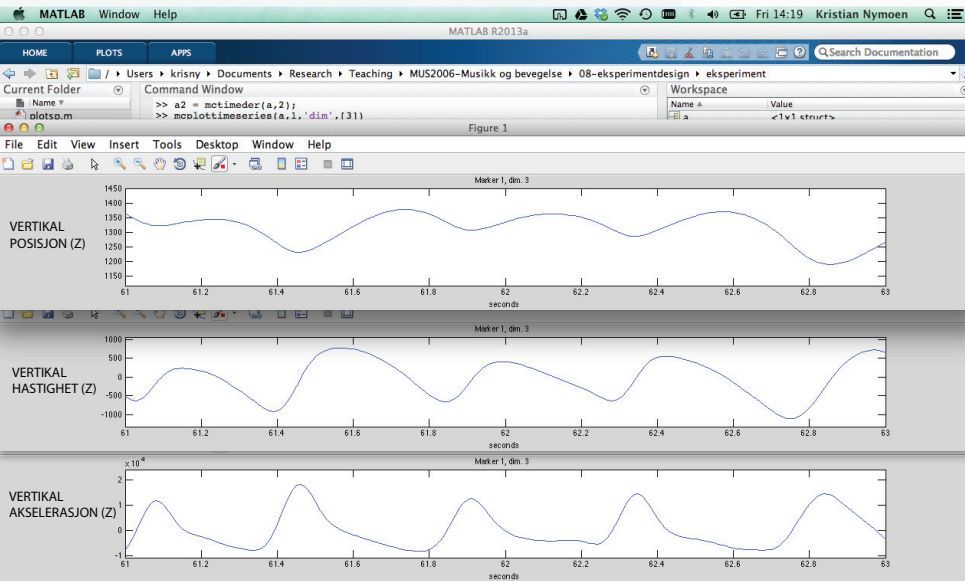 MATLAB Window Help Fri 14:19 Kristian Nymoen
MATLAB R2013a
HOME PLOTS APPS Search Documentation
/ Users krisny Documents Research Teaching MUS2006-Musikk og bevegelse 08-eksperimentdesign eksperiment
Current Folder Command Window Workspace
Name >> a2 = mctimeder(a,2); Name Value
plotsp.m >> mcplottimeseries(a,1,'dim',[3]) a <1x1 struct>
Figure 1
File Edit View Insert Tools Desktop Window Help
Marker 1, dim. 3
VERTIKAL
POSISJON (Z)
1450
1400
1350
1300
1250
1200
1150
61 61.2 61.4 61.6 61.8 62 62.2 62.4 62.6 62.8 63
seconds
Marker 1, dim. 3
VERTIKAL
HASTIGHET (Z)
1000
500
0
-500
-1000
61 61.2 61.4 61.6 61.8 62 62.2 62.4 62.6 62.8 63
seconds
Marker 1, dim. 3
x 10^4
VERTIKAL
AKSELERASJON (Z)
2
1
0
-1
61 61.2 61.4 61.6 61.8 62 62.2 62.4 62.6 62.8 63
seconds